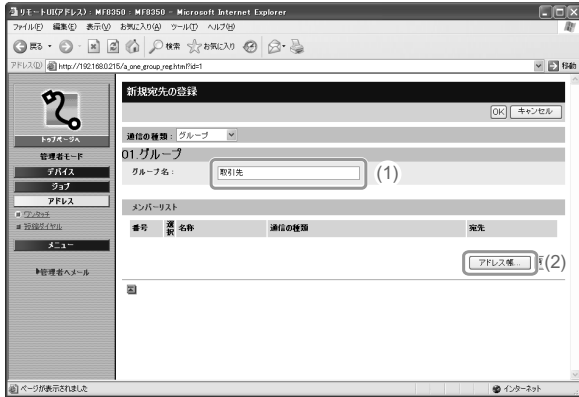 リモートUI(アドレス) : MF8350 : MF8350 - Microsoft Internet Explorer
ファイル(F) 編集(E) 表示(V) お気に入り(A) ツール(T) ヘルプ(H)
戻る 検索 お気に入り
アドレス(D) http://192.168.0.215/a_one_group_reg.html?id=1 移動
新規宛先の登録
OK キャンセル
トップページへ
通信の種類 : グループ
管理者モード
01.グループ
デバイス
グループ名 : 取引先 (1)
ジョブ
アドレス
メンバーリスト
ワンタッチ
短縮ダイヤル
番号 選択 名称 通信の種類 宛先
メニュー
アドレス帳... (2)
管理者へメール
ページが表示されました インターネット